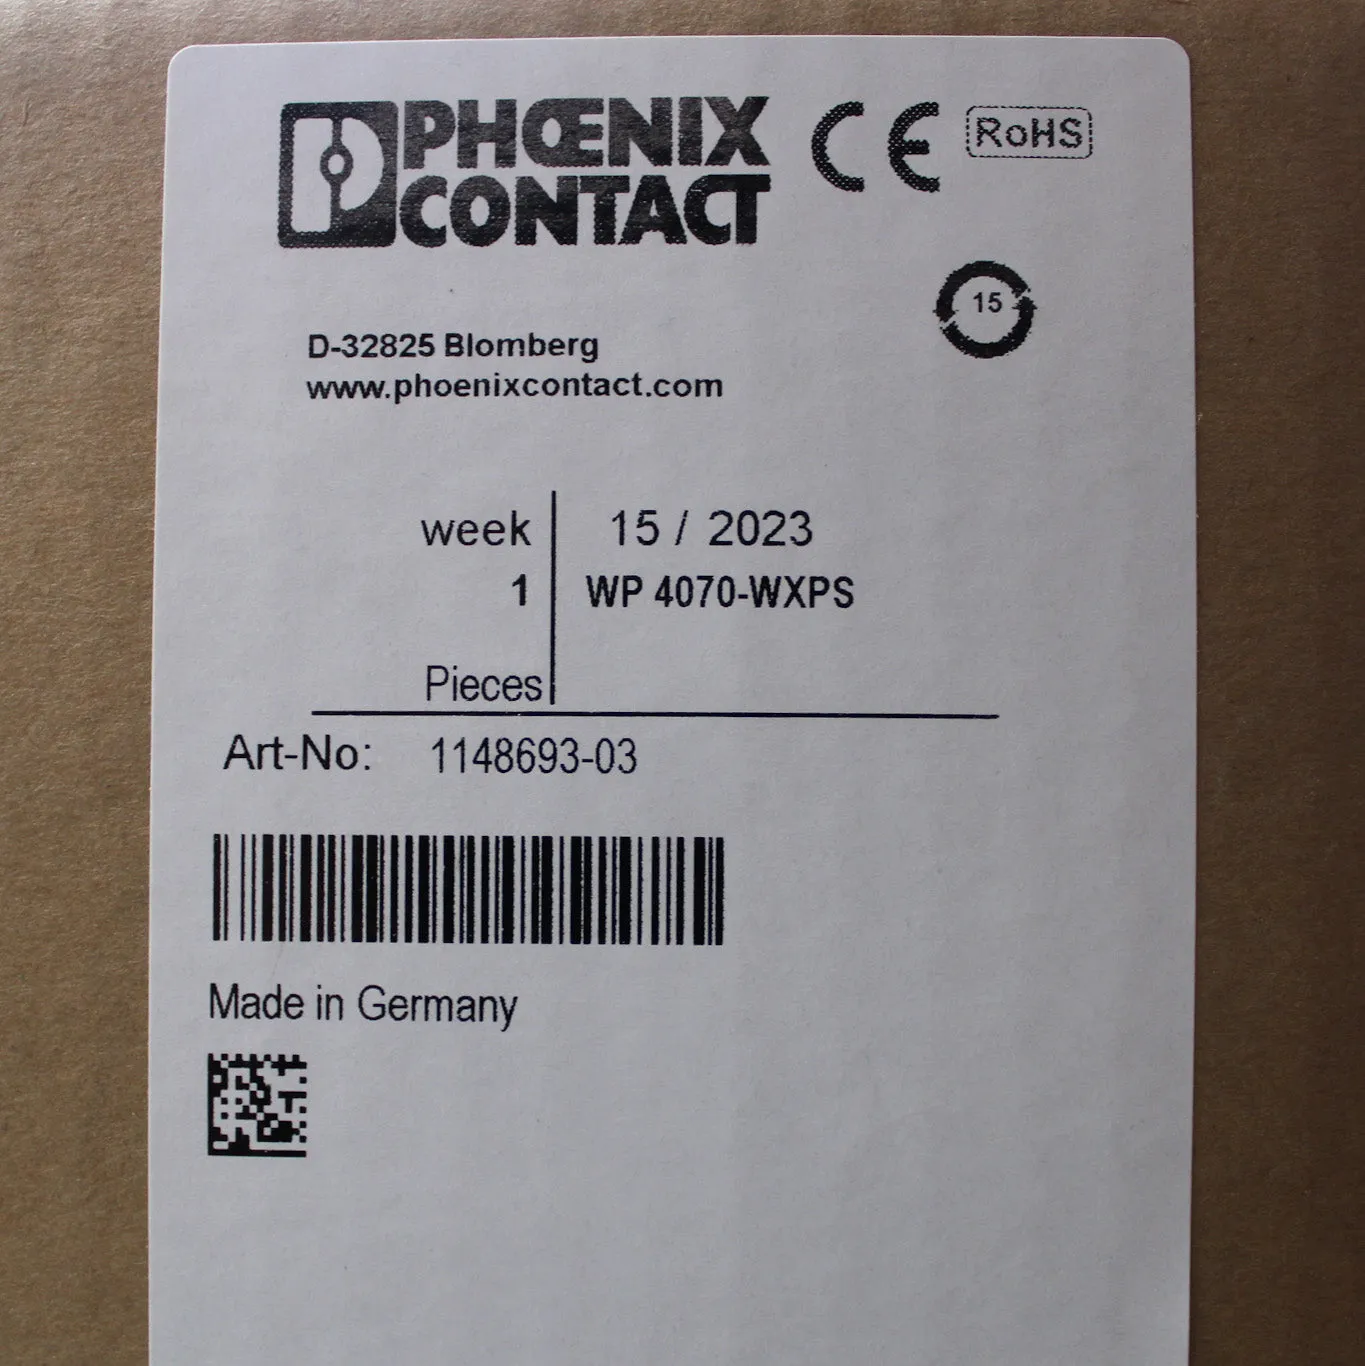 PHŒNIX
CONTACT
CE
RoHS
15
D-32825 Blomberg
www.phoenixcontact.com
week 15 / 2023
1 WP 4070-WXPS
Pieces
Art-No: 1148693-03
Made in Germany